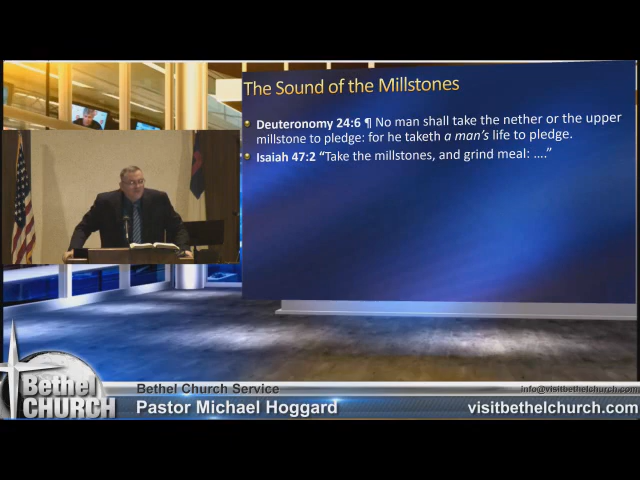 The Sound of the Millstones
Deuteronomy 24:6 ¶ No man shall take the nether or the upper
millstone to pledge: for he taketh a man's life to pledge.
Isaiah 47:2 "Take the millstones, and grind meal: ...."
Bethel
CHURCH
Bethel Church Service
info@visitbethelchurch.com
Pastor Michael Hoggard
visitbethelchurch.com